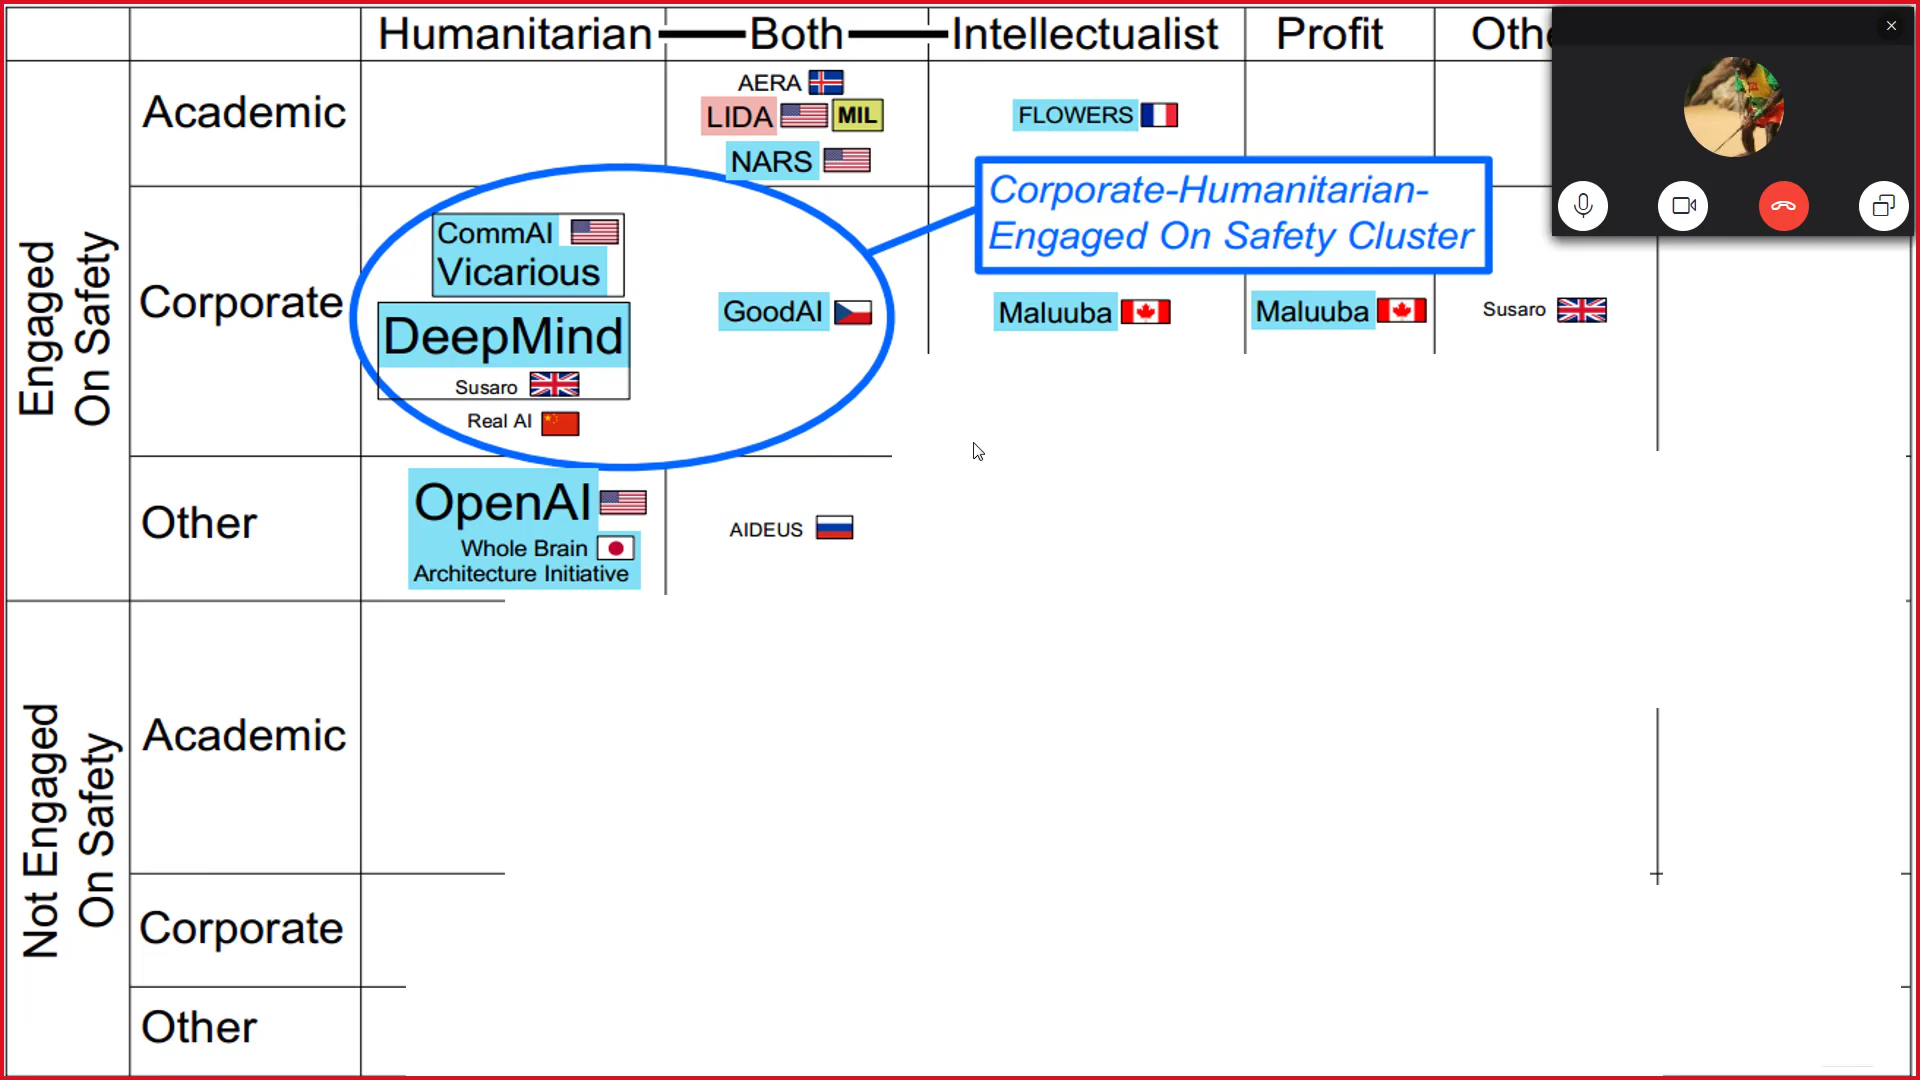 Humanitarian Both Intellectualist Profit Othe
Engaged
On Safety
Academic
AERA
LIDA MIL
NARS
FLOWERS
Corporate-Humanitarian-
Engaged On Safety Cluster
Corporate
CommAI
Vicarious
DeepMind
Susaro
Real AI
GoodAI
Maluuba
Maluuba
Susaro
Other
OpenAI
Whole Brain
Architecture Initiative
AIDEUS
Not Engaged
On Safety
Academic
Corporate
Other